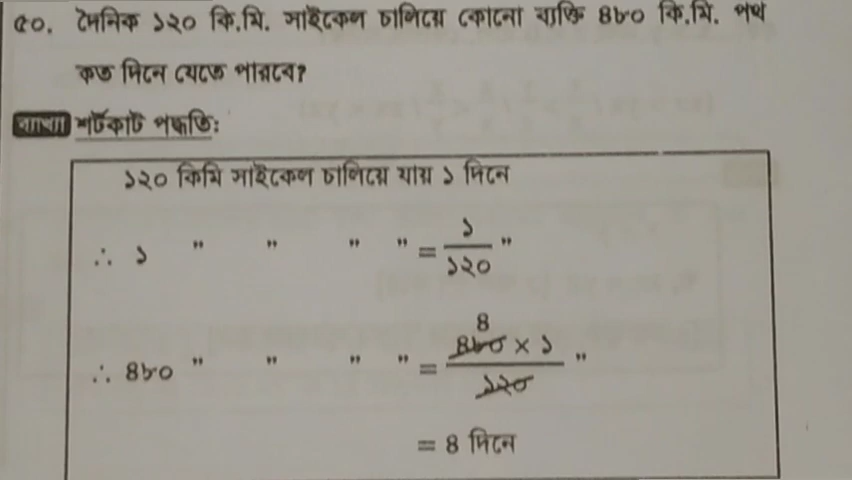 ৫০. দৈনিক ১২০ কি.মি. সাইকেল চালিয়ে কোনো ব্যক্তি ৪৮০ কি.মি. পথ
কত দিনে যেতে পারবে?
ব্যাখ্যা শর্টকাট পদ্ধতি:
১২০ কিমি সাইকেল চালিয়ে যায় ১ দিনে
∴ ১ " " " " = ১/১২০ "
৪
∴ ৪৮০ " " " " = ৪৮০ × ১/১২০ "
= ৪ দিনে